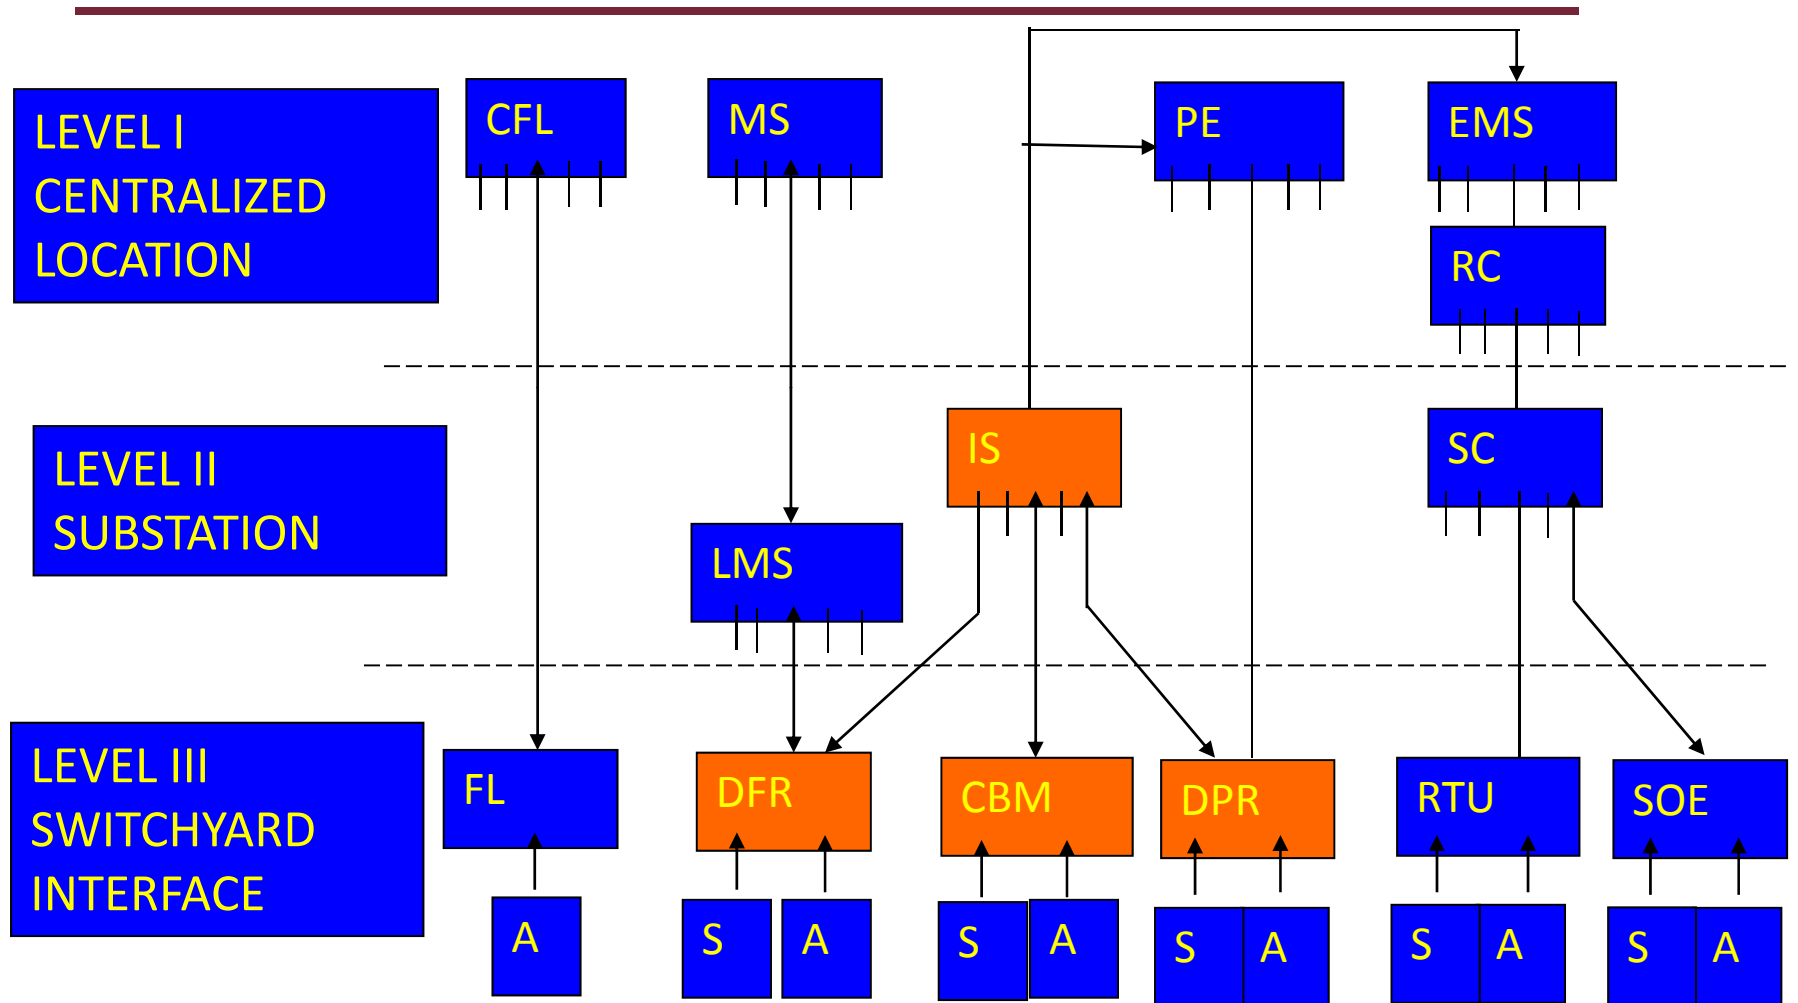 CFL
MS
PE
EMS
LEVEL I
CENTRALIZED
LOCATION
RC
LEVEL II
SUBSTATION
IS
SC
LMS
LEVEL III
SWITCHYARD
INTERFACE
FL
DFR
CBM
DPR
RTU
SOE
A
S
A
S
A
S
A
S
A
S
A